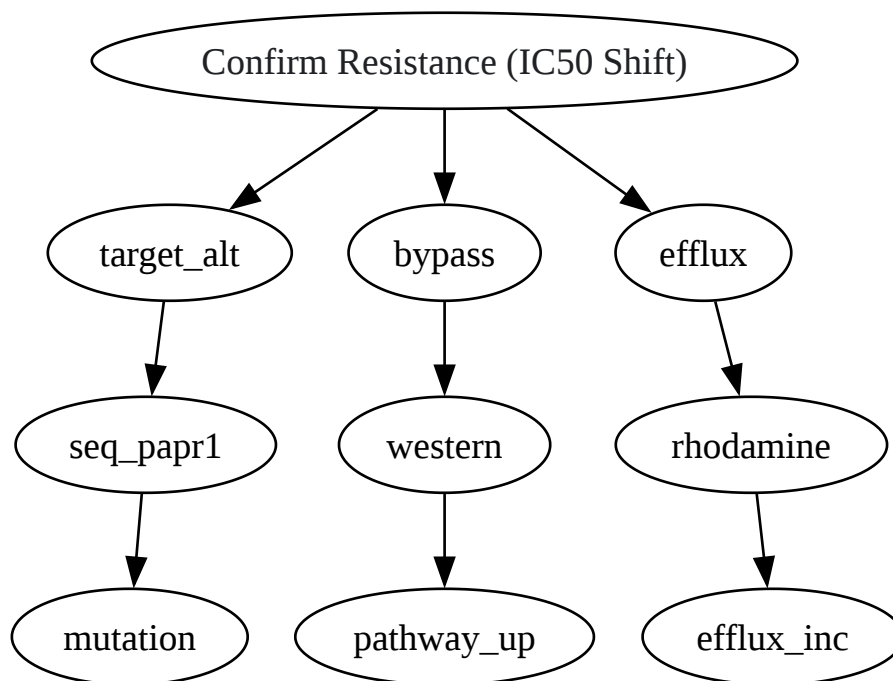 Confirm Resistance (IC50 Shift)
target_alt
bypass
efflux
seq_papr1
western
rhodamine
mutation
pathway_up
efflux_inc